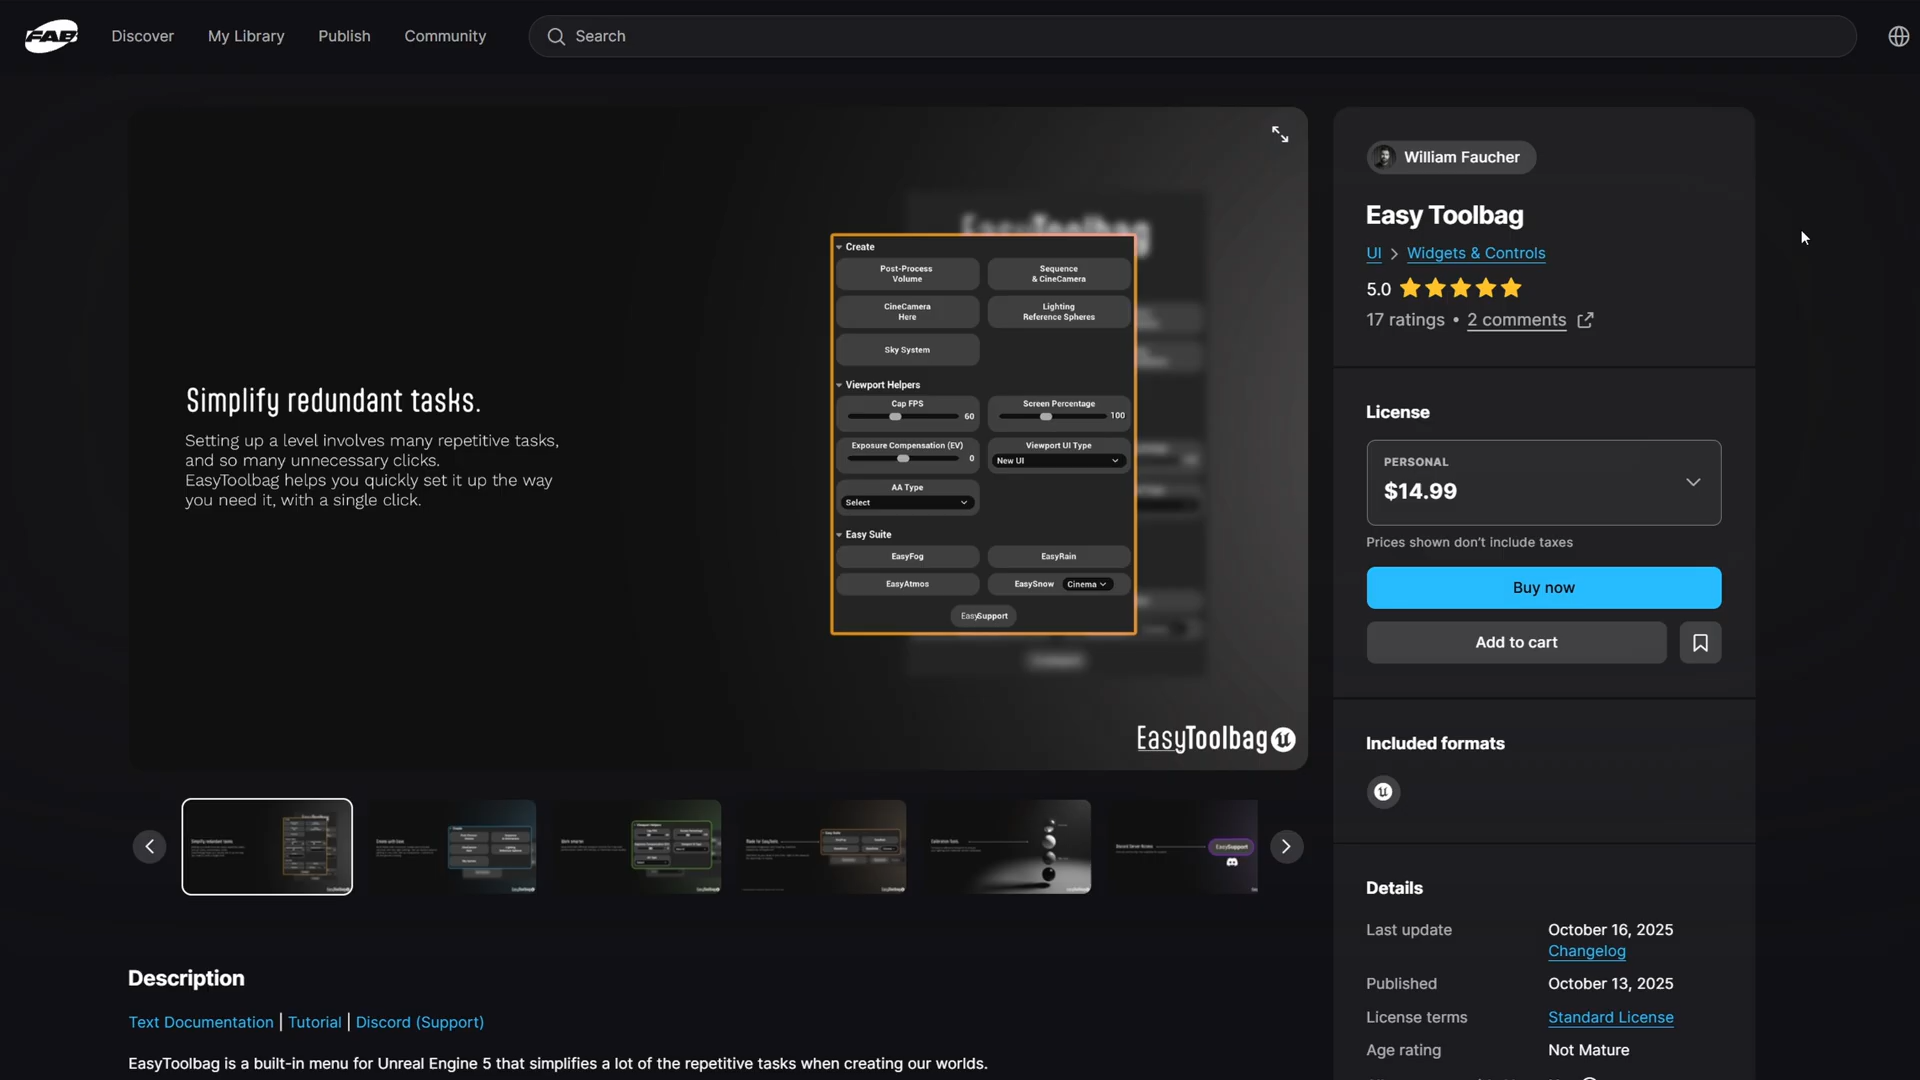 FAB
Discover
My Library
Publish
Community
Search
Simplify redundant tasks.
Setting up a level involves many repetitive tasks,
and so many unnecessary clicks.
EasyToolbag helps you quickly set it up the way
you need it, with a single click.
EasyToolbag
Create
Post-Process
Volume
Sequence
& CineCamera
CineCamera
Here
Lighting
Reference Spheres
Sky System
Viewport Helpers
Cap FPS
60
Screen Percentage
100
Exposure Compensation (EV)
0
Viewport UI Type
New UI
AA Type
Select
Easy Suite
EasyFog
EasyRain
EasyAtmos
EasySnow
Cinema
EasySupport
EasyToolbag
William Faucher
Easy Toolbag
UI > Widgets & Controls
5.0
17 ratings • 2 comments
License
PERSONAL
$14.99
Prices shown don't include taxes
Buy now
Add to cart
Included formats
Details
Last update
October 16, 2025
Changelog
Published
October 13, 2025
License terms
Standard License
Age rating
Not Mature
EasySupport
Description
Text Documentation | Tutorial | Discord (Support)
EasyToolbag is a built-in menu for Unreal Engine 5 that simplifies a lot of the repetitive tasks when creating our worlds.